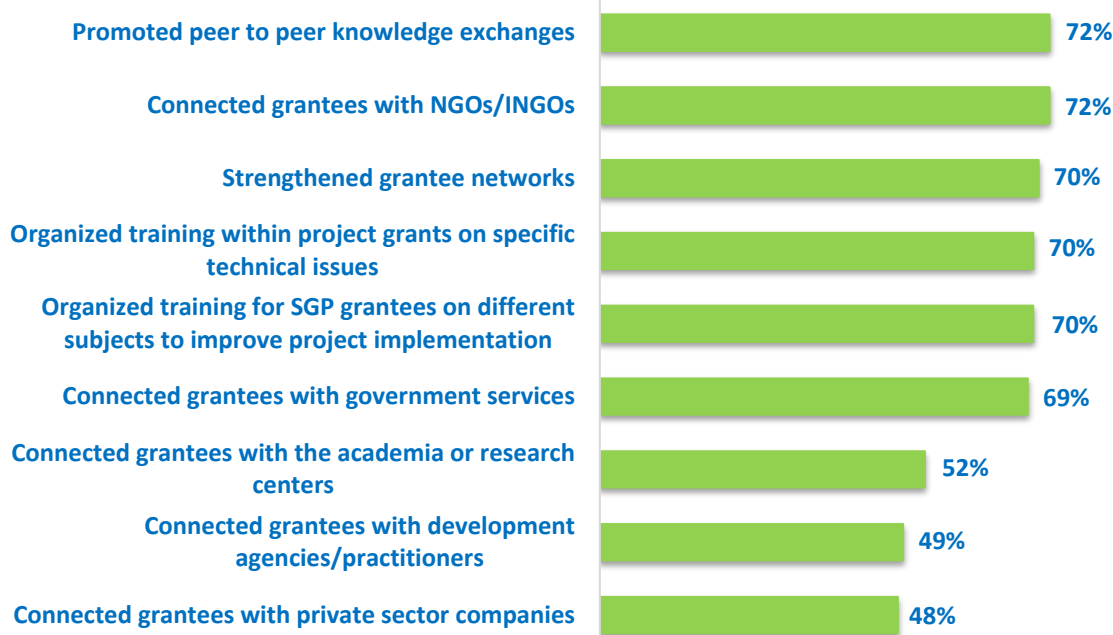 Promoted peer to peer knowledge exchanges 72%
Connected grantees with NGOs/INGOs 72%
Strengthened grantee networks 70%
Organized training within project grants on specific
technical issues 70%
Organized training for SGP grantees on different
subjects to improve project implementation 70%
Connected grantees with government services 69%
Connected grantees with the academia or research
centers 52%
Connected grantees with development
agencies/practitioners 49%
Connected grantees with private sector companies 48%